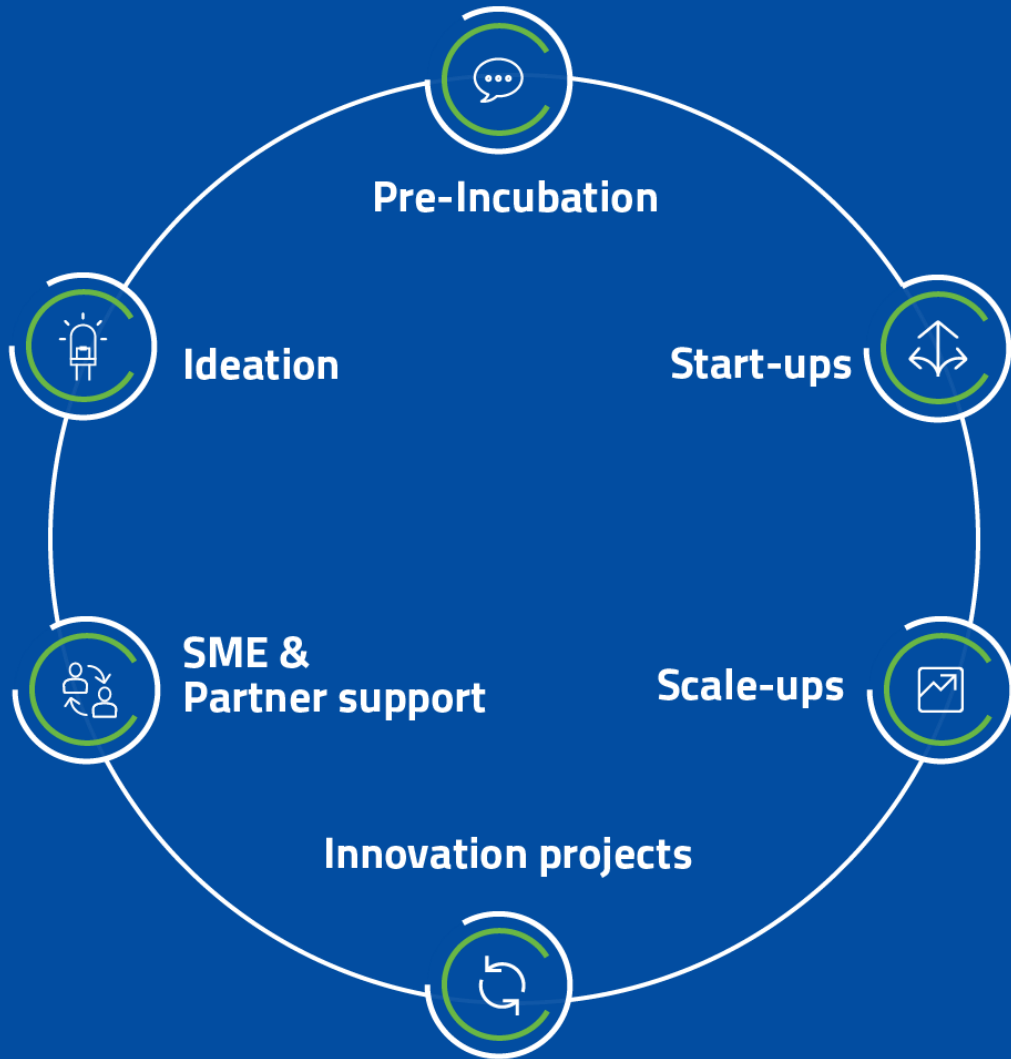 Pre-Incubation
Ideation
Start-ups
SME &
Partner support
Scale-ups
Innovation projects